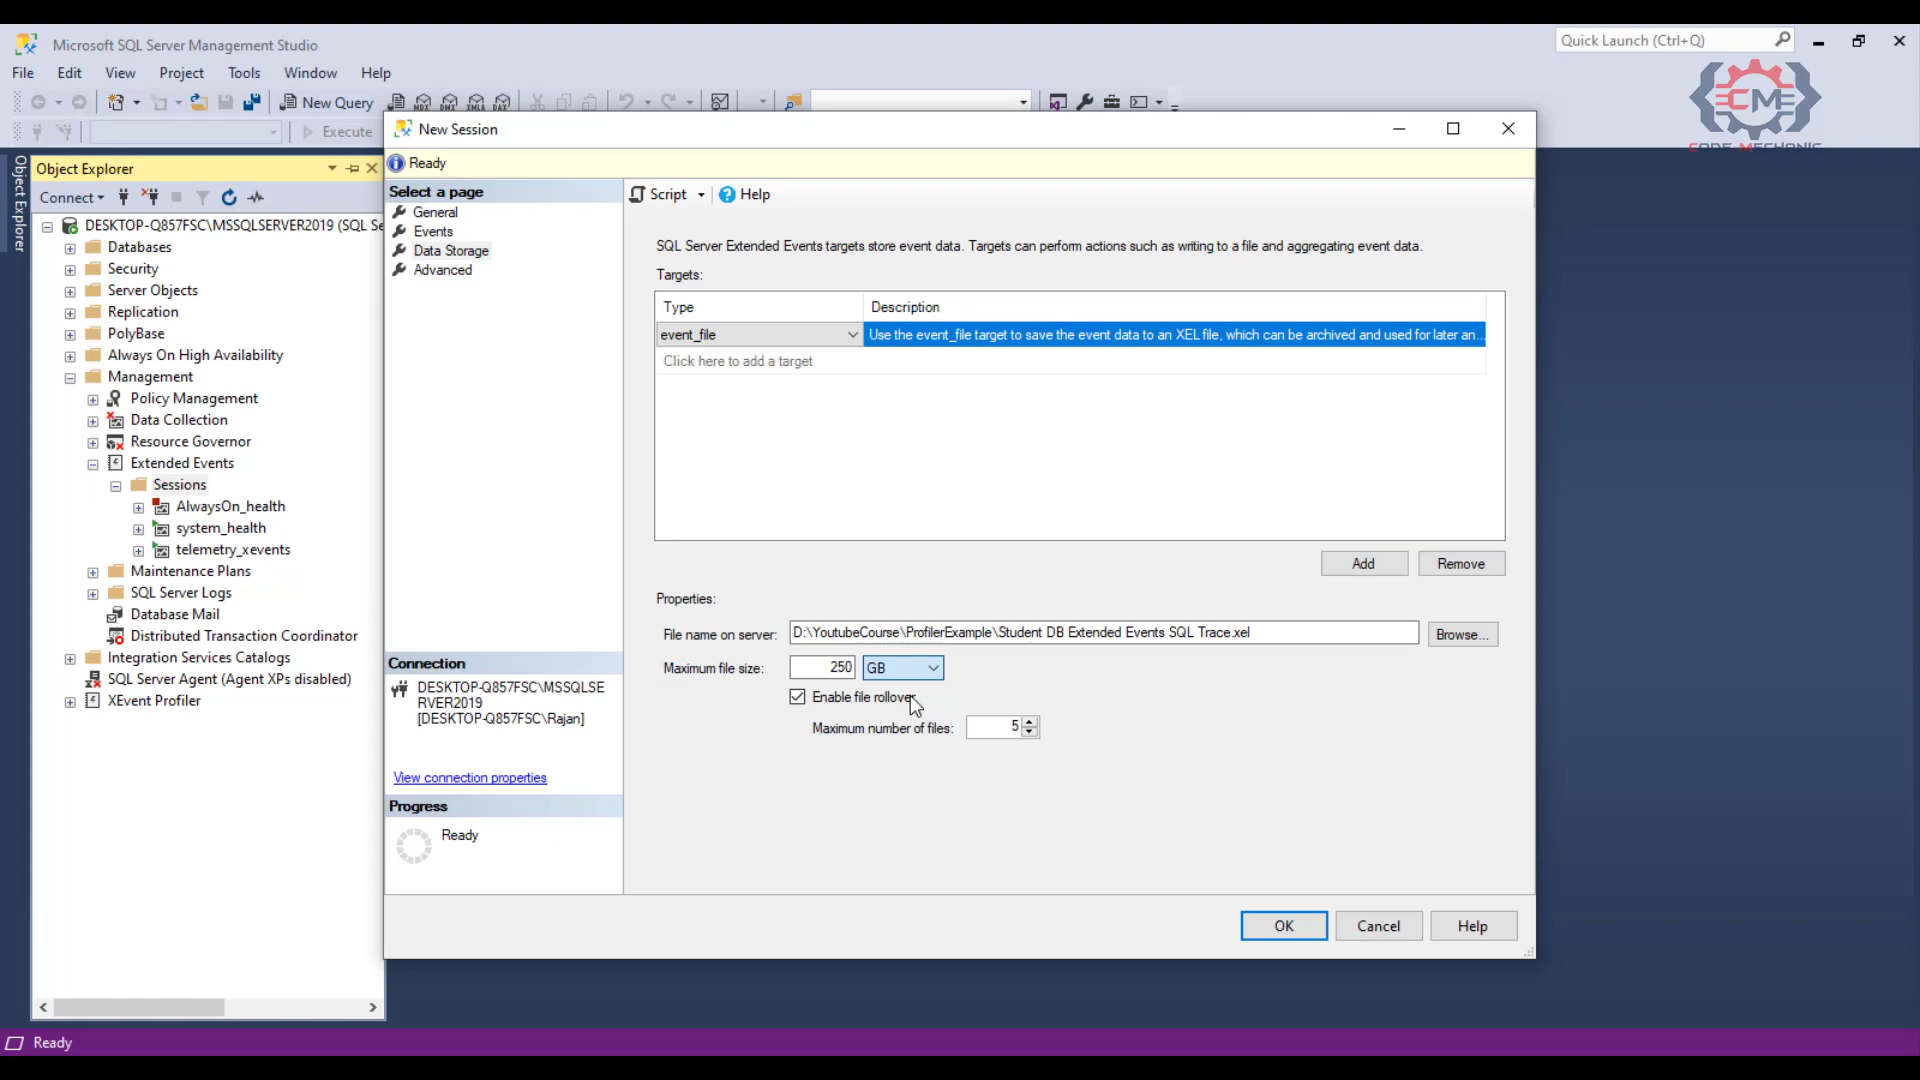 Microsoft SQL Server Management Studio
Quick Launch (Ctrl+Q)
File Edit View Project Tools Window Help
New Query
MDX DMX XMLA DAX
Execute
CME
CODE MECHANIC
Object Explorer
Object Explorer
Connect
DESKTOP-Q857FSC\MSSQLSERVER2019 (SQL Se
Databases
Security
Server Objects
Replication
PolyBase
Always On High Availability
Management
Policy Management
Data Collection
Resource Governor
Extended Events
Sessions
AlwaysOn_health
system_health
telemetry_xevents
Maintenance Plans
SQL Server Logs
Database Mail
Distributed Transaction Coordinator
Integration Services Catalogs
SQL Server Agent (Agent XPs disabled)
XEvent Profiler
New Session
Ready
Select a page
General
Events
Data Storage
Advanced
Connection
DESKTOP-Q857FSC\MSSQLSE
RVER2019
[DESKTOP-Q857FSC\Rajan]
View connection properties
Progress
Ready
Script Help
SQL Server Extended Events targets store event data. Targets can perform actions such as writing to a file and aggregating event data.
Targets:
Type Description
event_file Use the event_file target to save the event data to an XEL file, which can be archived and used for later an...
Click here to add a target
Add Remove
Properties:
File name on server: D:\YoutubeCourse\ProfilerExample\Student DB Extended Events SQL Trace.xel Browse...
Maximum file size: 250 GB
Enable file rollover
Maximum number of files: 5
OK Cancel Help
Ready